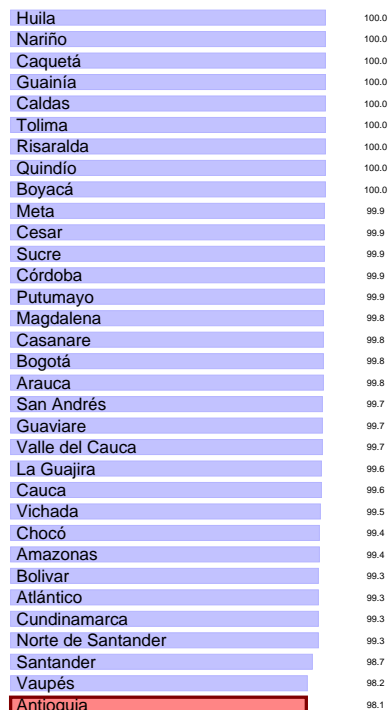 Huila 100.0
Nariño 100.0
Caquetá 100.0
Guainía 100.0
Caldas 100.0
Tolima 100.0
Risaralda 100.0
Quindío 100.0
Boyacá 100.0
Meta 99.9
Cesar 99.9
Sucre 99.9
Córdoba 99.9
Putumayo 99.9
Magdalena 99.8
Casanare 99.8
Bogotá 99.8
Arauca 99.8
San Andrés 99.7
Guaviare 99.7
Valle del Cauca 99.7
La Guajira 99.6
Cauca 99.6
Vichada 99.5
Chocó 99.4
Amazonas 99.4
Bolivar 99.3
Atlántico 99.3
Cundinamarca 99.3
Norte de Santander 99.3
Santander 98.7
Vaupés 98.2
Antioquia 98.1